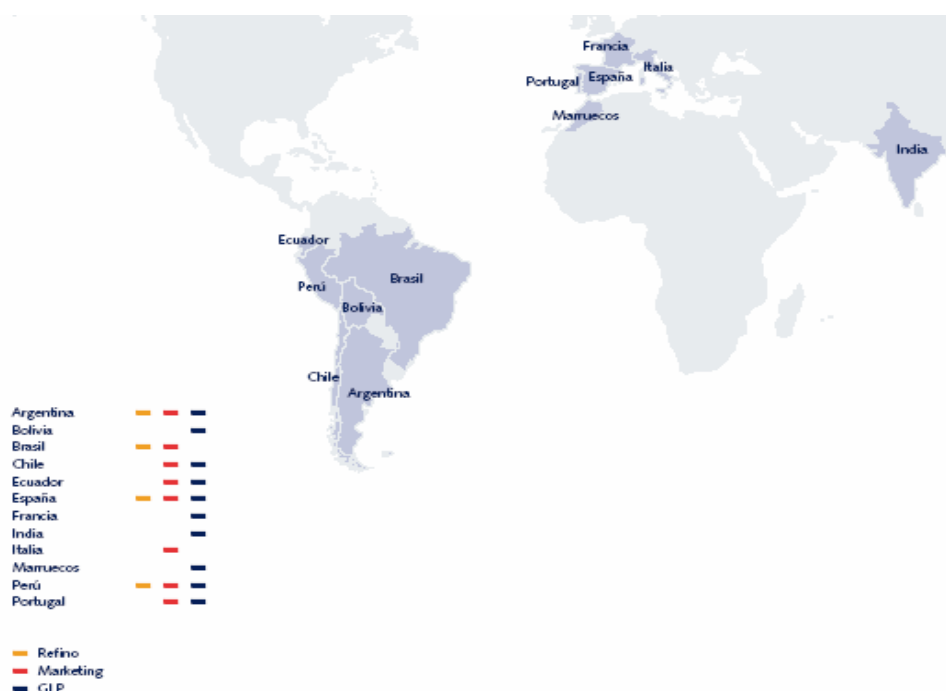 Francia
Italia
Portugal
España
Marruecos
India
Ecuador
Brasil
Perú
Bolivia
Chile
Argentina
Argentina
Bolivia
Brasil
Chile
Ecuador
España
Francia
India
Italia
Marruecos
Perú
Portugal
Refino
Marketing
GLP